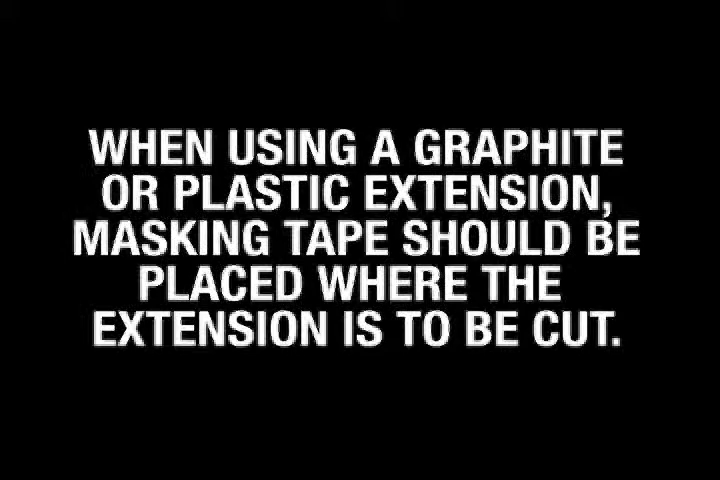 WHEN USING A GRAPHITE
OR PLASTIC EXTENSION,
MASKING TAPE SHOULD BE
PLACED WHERE THE
EXTENSION IS TO BE CUT.